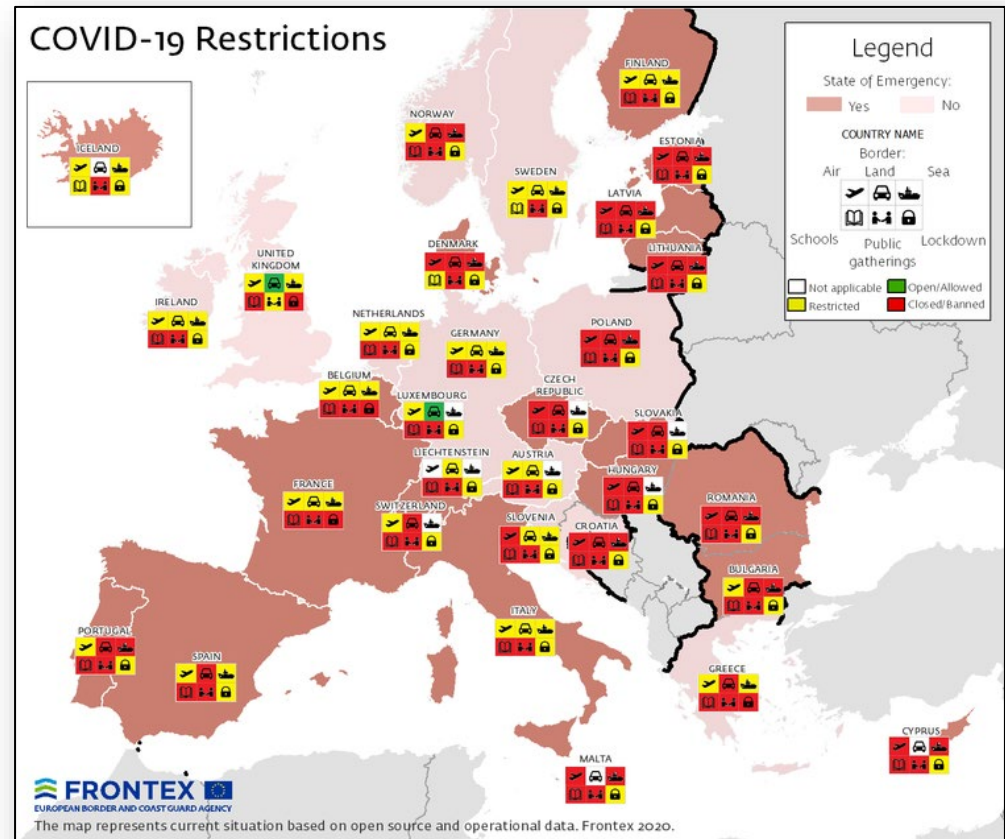 COVID-19 Restrictions
Legend
State of Emergency:
Yes
No
COUNTRY NAME
Border:
Air
Land
Sea
Schools
Public
gatherings
Lockdown
Not applicable
Open/Allowed
Restricted
Closed/Banned
FINLAND
ICELAND
NORWAY
ESTONIA
SWEDEN
LATVIA
DENMARK
LITHUANIA
UNITED
KINGDOM
IRELAND
NETHERLANDS
GERMANY
POLAND
BELGIUM
LUXEMBOURG
CZECH
REPUBLIC
SLOVAKIA
LIECHTENSTEIN
AUSTRIA
HUNGARY
FRANCE
SWITZERLAND
SLOVENIA
CROATIA
ROMANIA
BULGARIA
ITALY
PORTUGAL
SPAIN
GREECE
CYPRUS
MALTA
FRONTEX
EUROPEAN BORDER AND COAST GUARD AGENCY
The map represents current situation based on open source and operational data. Frontex 2020.